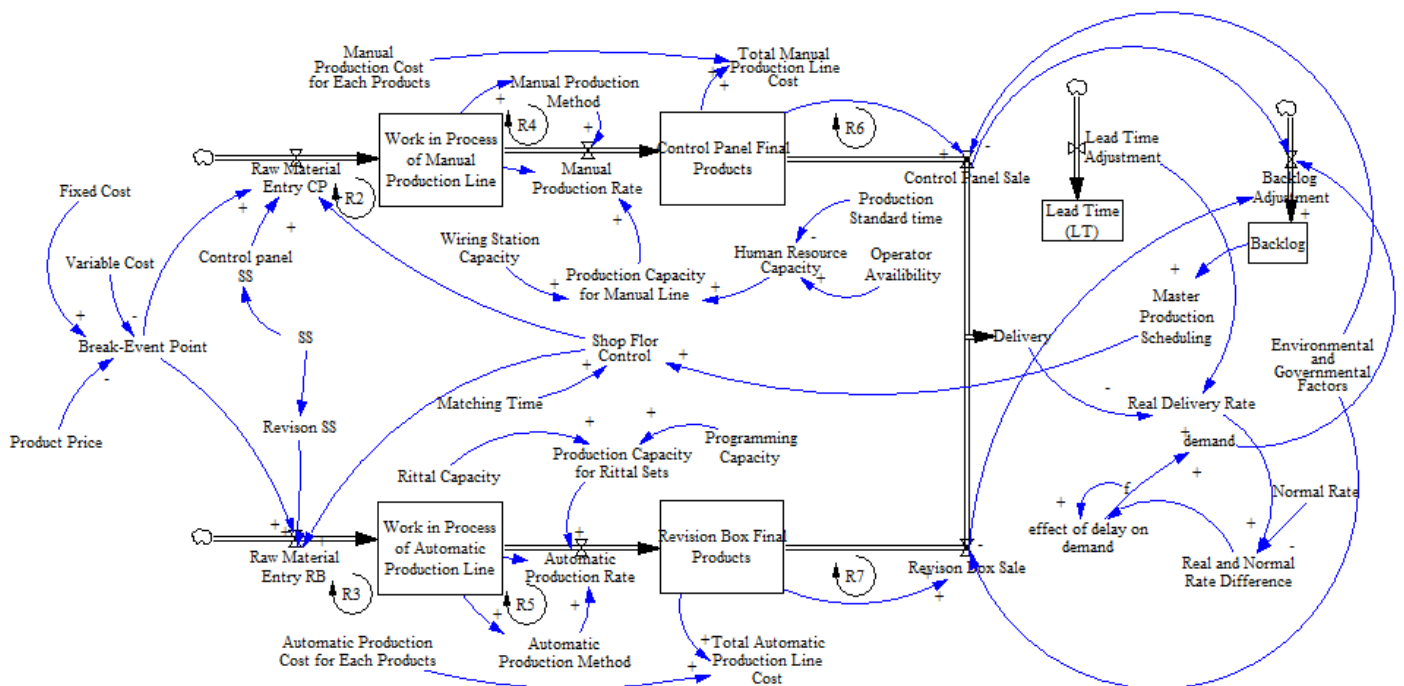 Manual
Production Cost
for Each Products
Total Manual
Production Line
Cost
Manual Production
Method
R4
Work in Process
of Manual
Production Line
Control Panel Final
Products
R6
Lead Time
Adjustment
Raw Material
Entry CP
R2
Manual
Production Rate
Control Panel Sale
Backlog
Adjustment
Fixed Cost
Production
Standard time
Lead Time
(LT)
Backlog
Variable Cost
Control panel
SS
Wiring Station
Capacity
Production Capacity
for Manual Line
Human Resource
Capacity
Operator
Availibility
Master
Production
Scheduling
Break-Event Point
SS
Shop Flor
Control
Delivery
Environmental
and
Governmental
Factors
Matching Time
Real Delivery Rate
Product Price
Revison SS
Rittal Capacity
Production Capacity
for Rittal Sets
Programming
Capacity
demand
f
Normal Rate
effect of delay on
demand
Real and Normal
Rate Difference
Raw Material
Entry RB
R3
Work in Process
of Automatic
Production Line
R5
Automatic
Production Rate
Revision Box Final
Products
R7
Revison Box Sale
Automatic Production
Cost for Each Products
Automatic
Production Method
Total Automatic
Production Line
Cost